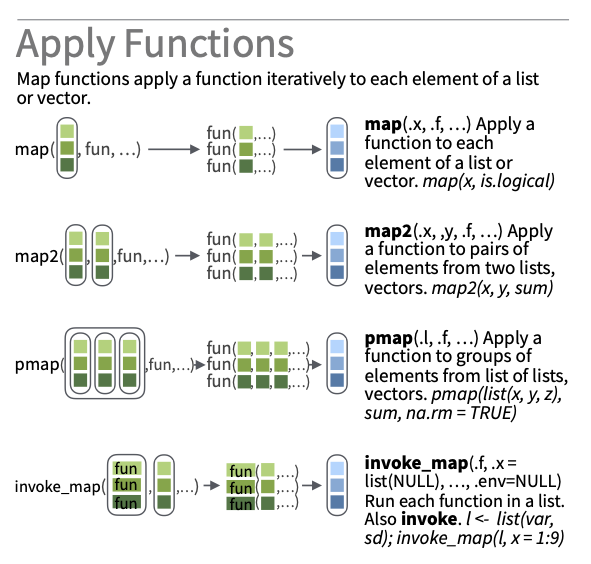 Apply Functions
Map functions apply a function iteratively to each element of a list
or vector.
map( , fun, …)
fun( ,…)
fun( ,…)
fun( ,…)
map(.x, .f, …) Apply a
function to each
element of a list or
vector. map(x, is.logical)
map2( , ,fun,…)
fun( , ,…)
fun( , ,…)
fun( , ,…)
map2(.x, ,y, .f, …) Apply
a function to pairs of
elements from two lists,
vectors. map2(x, y, sum)
pmap( ,fun,…)
fun( , , ,…)
fun( , , ,…)
fun( , , ,…)
pmap(.l, .f, …) Apply a
function to groups of
elements from list of lists,
vectors. pmap(list(x, y, z),
sum, na.rm = TRUE)
invoke_map( , ,…)
fun
fun
fun
fun( ,…)
fun( ,…)
fun( ,…)
invoke_map(.f, .x =
list(NULL), …, .env=NULL)
Run each function in a list.
Also invoke. l <- list(var,
sd); invoke_map(l, x = 1:9)